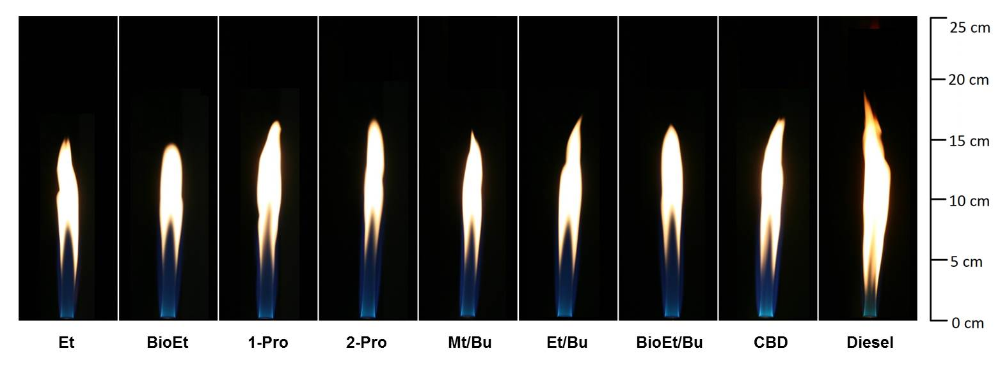 25 cm
20 cm
15 cm
10 cm
5 cm
0 cm
Et BioEt 1-Pro 2-Pro Mt/Bu Et/Bu BioEt/Bu CBD Diesel